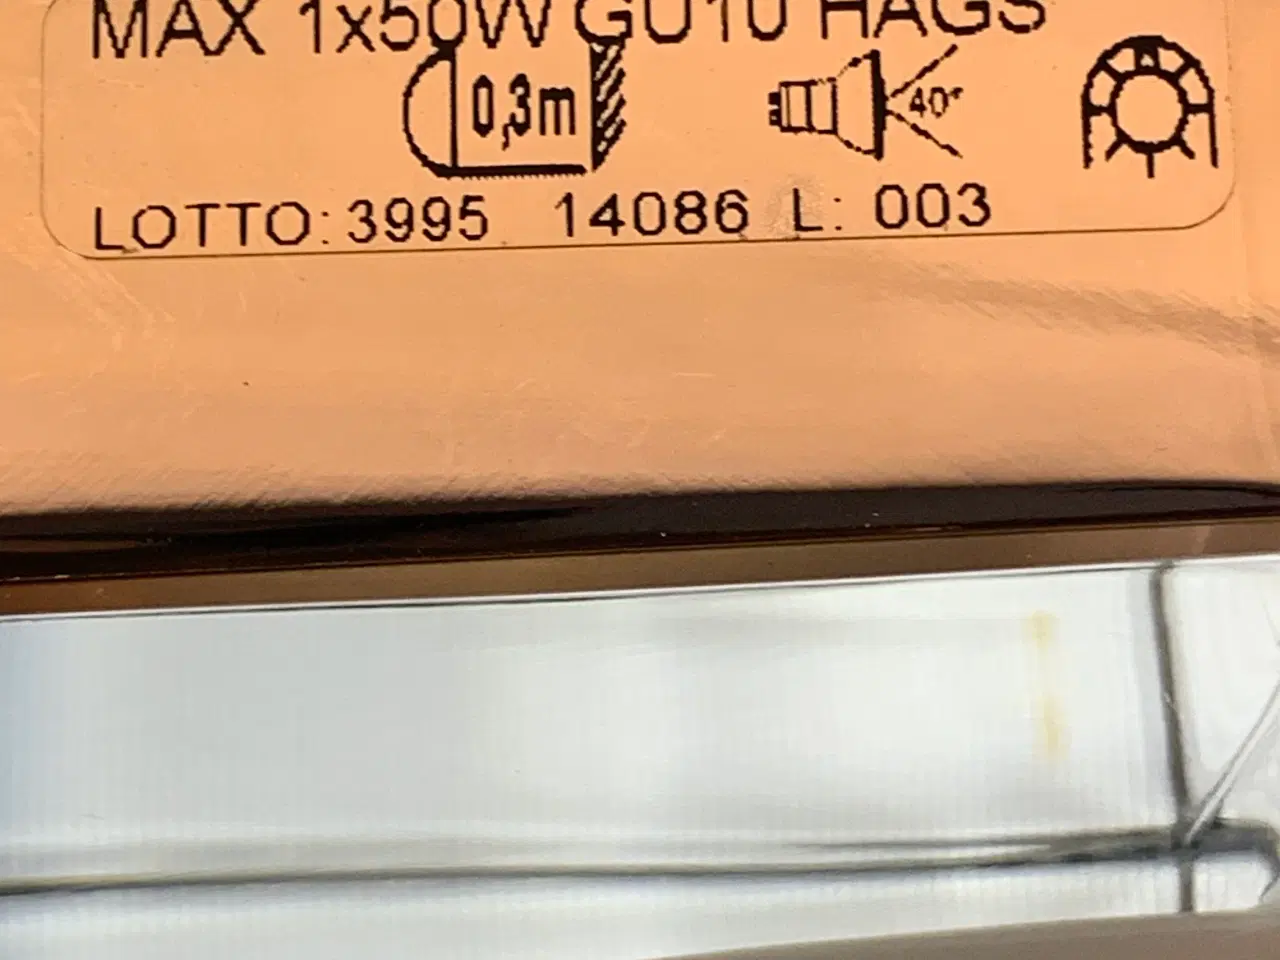 MAX 1x50W GU10 HAGS
0,3m
40°
LOTTO: 3995 14086 L: 003